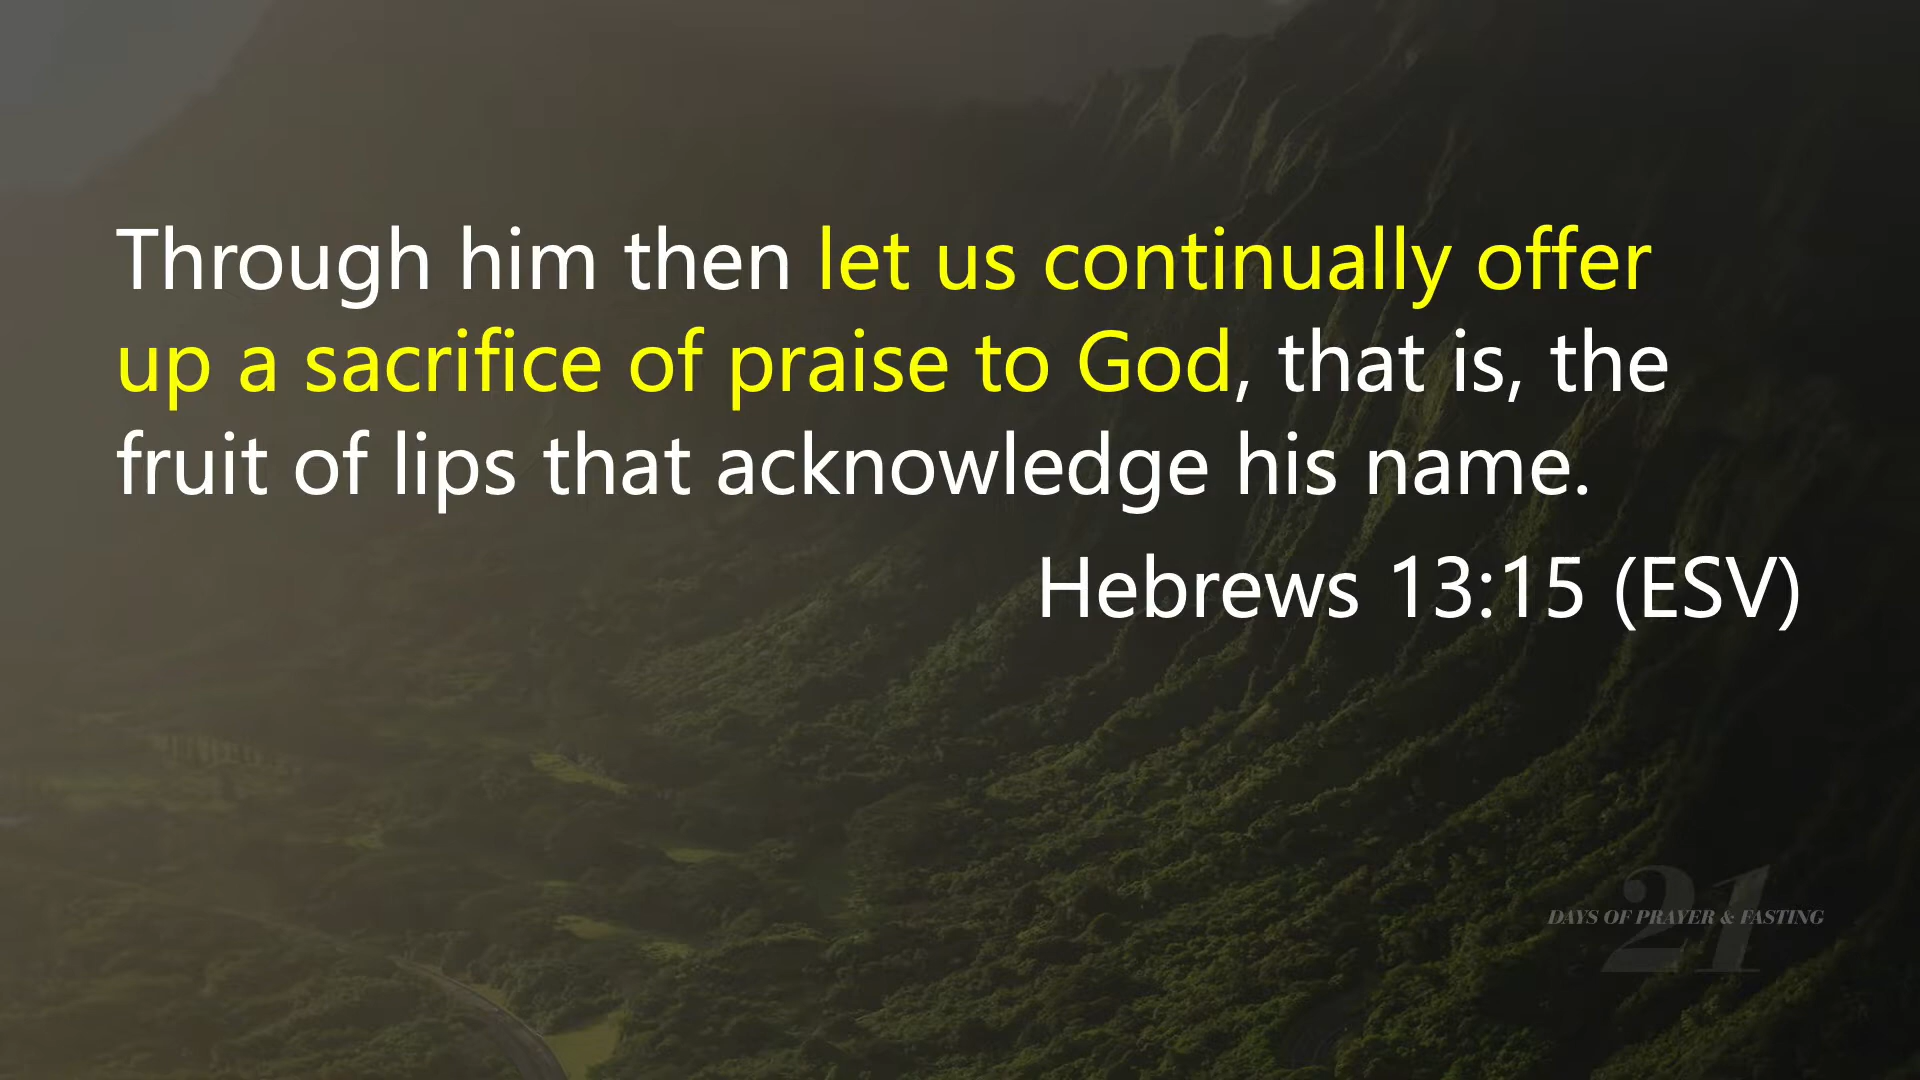 Through him then let us continually offer
up a sacrifice of praise to God, that is, the
fruit of lips that acknowledge his name.
Hebrews 13:15 (ESV)
21
DAYS OF PRAYER & FASTING